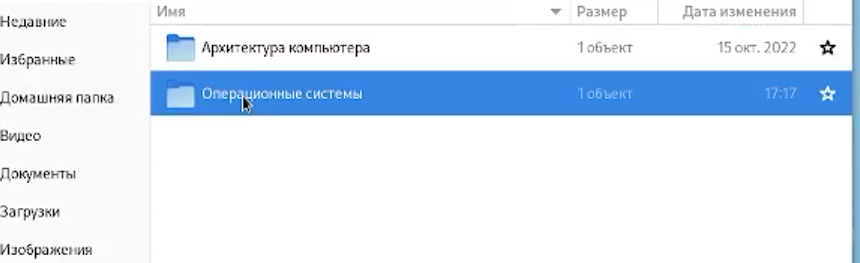 Имя Размер Дата изменения
Недавние
Архитектура компьютера 1 объект 15 окт. 2022
Избранные
Операционные системы 1 объект 17:17
Домашняя папка
Видео
Документы
Загрузки
Изображения